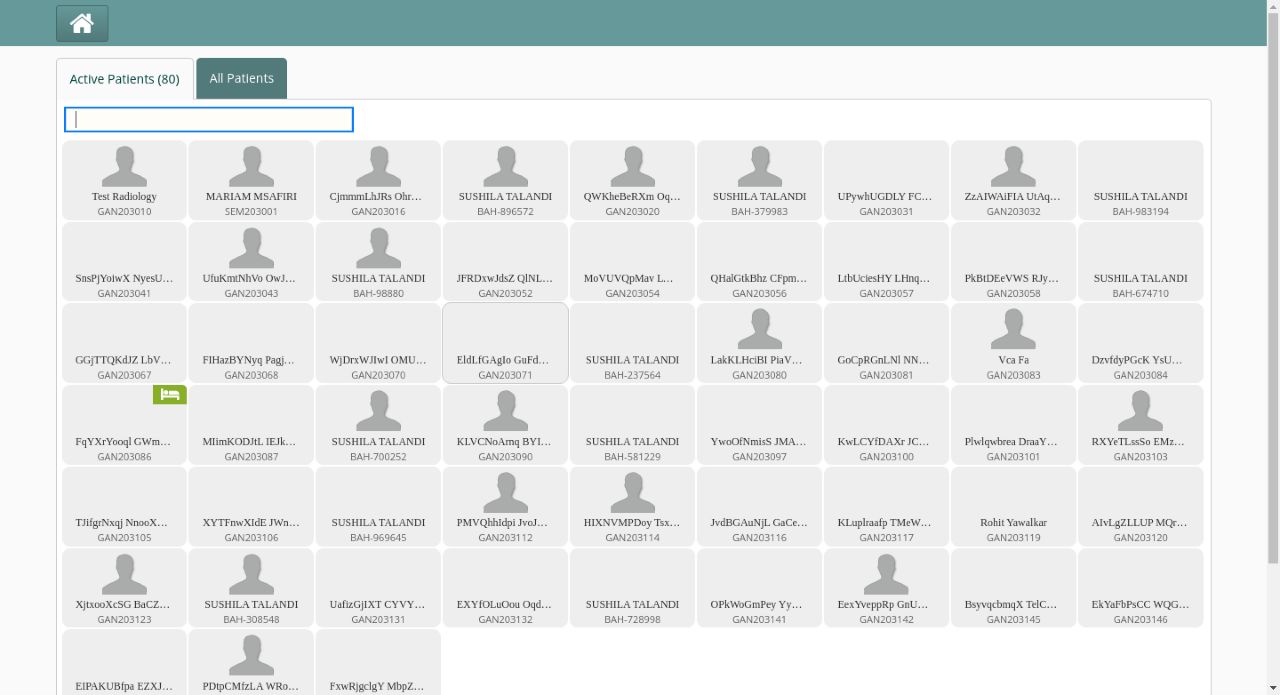 Active Patients (80)
All Patients
Test Radiology
GAN203010
MARIAM MSAFIRI
SEM203001
CjmmmLhJRs Ohr…
GAN203016
SUSHILA TALANDI
BAH-896572
QWKheBeRXm Oq…
GAN203020
SUSHILA TALANDI
BAH-379983
UPywhUGDLY FC…
GAN203031
ZzAIWAiFIA UtAq…
GAN203032
SUSHILA TALANDI
BAH-983194
SnsPjYoiwX NyesU…
GAN203041
UfuKmtNhVo OwJ…
GAN203043
SUSHILA TALANDI
BAH-98880
JFRDxwJdsZ QlNL…
GAN203052
MoVUVQpMav L…
GAN203054
QHalGtkBhz CFpm…
GAN203056
LtbUciesHY LHnq…
GAN203057
PkBtDEeVWS RJy…
GAN203058
SUSHILA TALANDI
BAH-674710
GGjTTQKdJZ LbV…
GAN203067
FIHazBYNyq Pagj…
GAN203068
WjDrxWJIwI OMU…
GAN203070
EldLfGAgIo GuFd…
GAN203071
SUSHILA TALANDI
BAH-237564
LakKLHciBI PiaV…
GAN203080
GoCpRGnLNl NN…
GAN203081
Vca Fa
GAN203083
DzvfdyPGcK YsU…
GAN203084
FqYXrYooql GWm…
GAN203086
MIimKODJtL IEJk…
GAN203087
SUSHILA TALANDI
BAH-700252
KLVCNoArnq BYI…
GAN203090
SUSHILA TALANDI
BAH-581229
YwoOfNmisS JMA…
GAN203097
KwLCYfDAXr JC…
GAN203100
Plwlqwbrea DraaY…
GAN203101
RXYeTLssSo EMz…
GAN203103
TJifgrNxqj NnooX…
GAN203105
XYTFnwXIdE JWn…
GAN203106
SUSHILA TALANDI
BAH-969645
PMVQhhIdpi JvoJ…
GAN203112
HIXNVMPDoy Tsx…
GAN203114
JvdBGAuNjL GaCe…
GAN203116
KLuplraafp TMeW…
GAN203117
Rohit Yawalkar
GAN203119
AIvLgZLLUP MQr…
GAN203120
XjtxooXcSG BaCZ…
GAN203123
SUSHILA TALANDI
BAH-308548
UafizGjIXT CYVY…
GAN203131
EXYfOLuOou Oqd…
GAN203132
SUSHILA TALANDI
BAH-728998
OPkWoGmPey Yy…
GAN203141
EexYveppRp GnU…
GAN203142
BsyvqcbmqX TelC…
GAN203145
EkYaFbPsCC WQG…
GAN203146
EIPAKUBfpa EZXJ…
PDtpCMfzLA WRo…
FxwRjgclgY MbpZ…